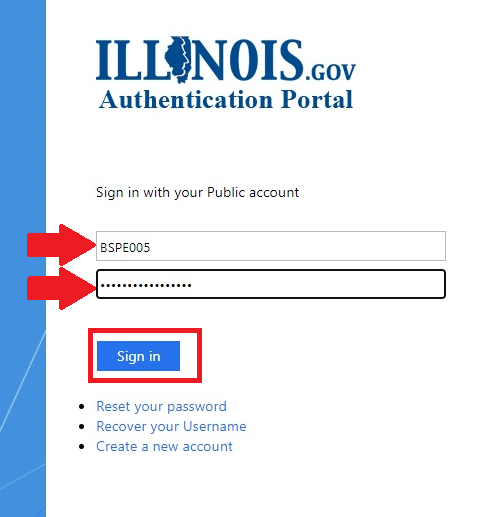 ILLINOIS.GOV
Authentication Portal
Sign in with your Public account
BSPE005
•••••••••••••••••
Sign in
Reset your password
Recover your Username
Create a new account